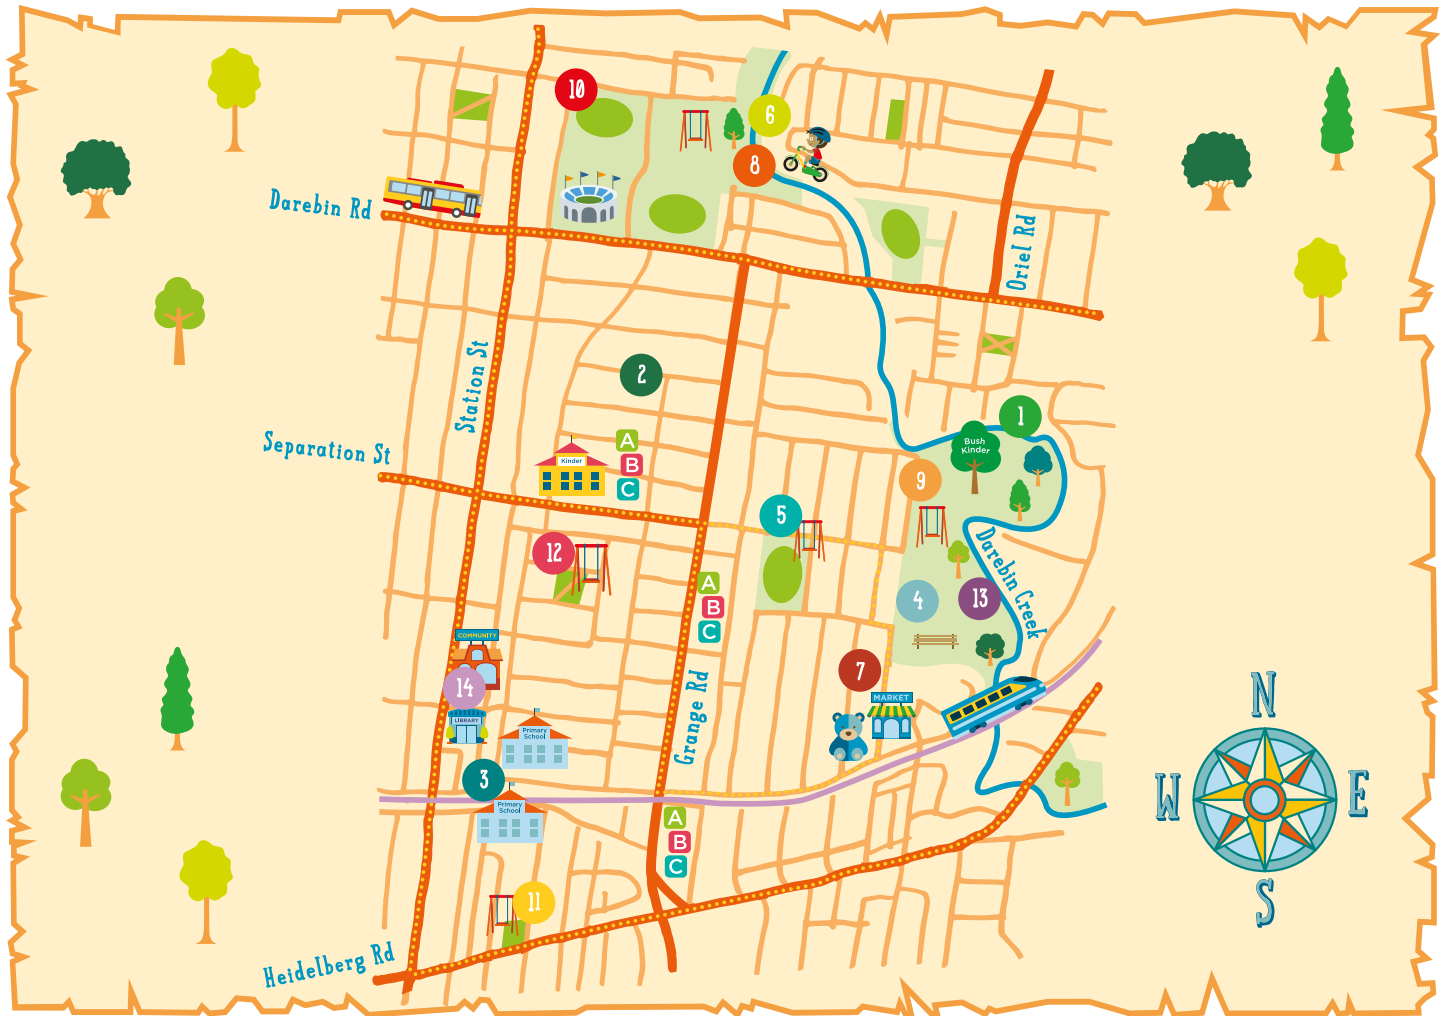 10
6
8
Darebin Rd
Oriel Rd
2
Station St
1
Bush
Kinder
Separation St
Kinder
A
B
C
9
5
12
Darebin Creek
A
B
C
4
13
COMMUNITY
14
LIBRARY
Primary
School
Grange Rd
7
MARKET
3
Primary
School
A
B
C
11
Heidelberg Rd
N
W
E
S